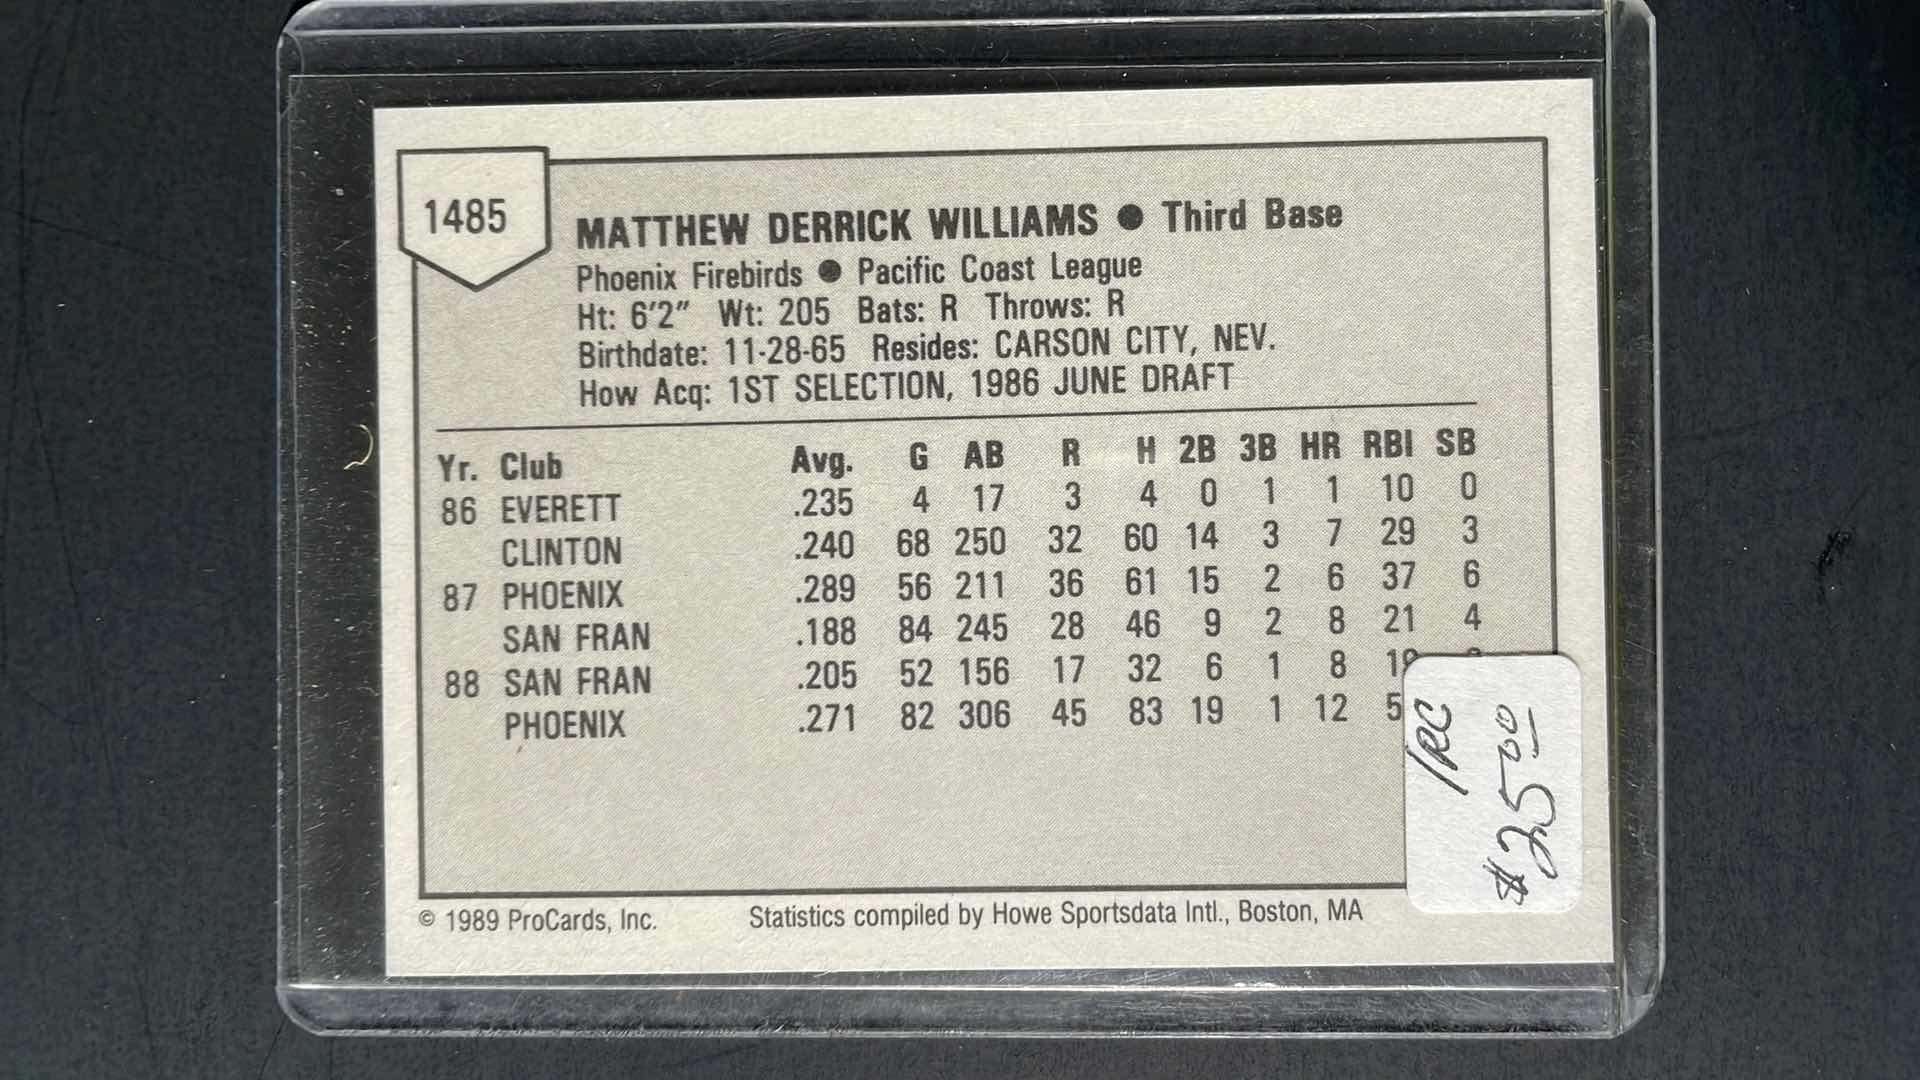 1485
MATTHEW DERRICK WILLIAMS ● Third Base
Phoenix Firebirds ● Pacific Coast League
Ht: 6'2" Wt: 205 Bats: R Throws: R
Birthdate: 11-28-65 Resides: CARSON CITY, NEV.
How Acq: 1ST SELECTION, 1986 JUNE DRAFT
Yr. Club Avg. G AB R H 2B 3B HR RBI SB
86 EVERETT .235 4 17 3 4 0 1 1 10 0
CLINTON .240 68 250 32 60 14 3 7 29 3
87 PHOENIX .289 56 211 36 61 15 2 6 37 6
SAN FRAN .188 84 245 28 46 9 2 8 21 4
88 SAN FRAN .205 52 156 17 32 6 1 8
PHOENIX .271 82 306 45 83 19 1 12 5
© 1989 ProCards, Inc. Statistics compiled by Howe Sportsdata Intl., Boston, MA
$25.00